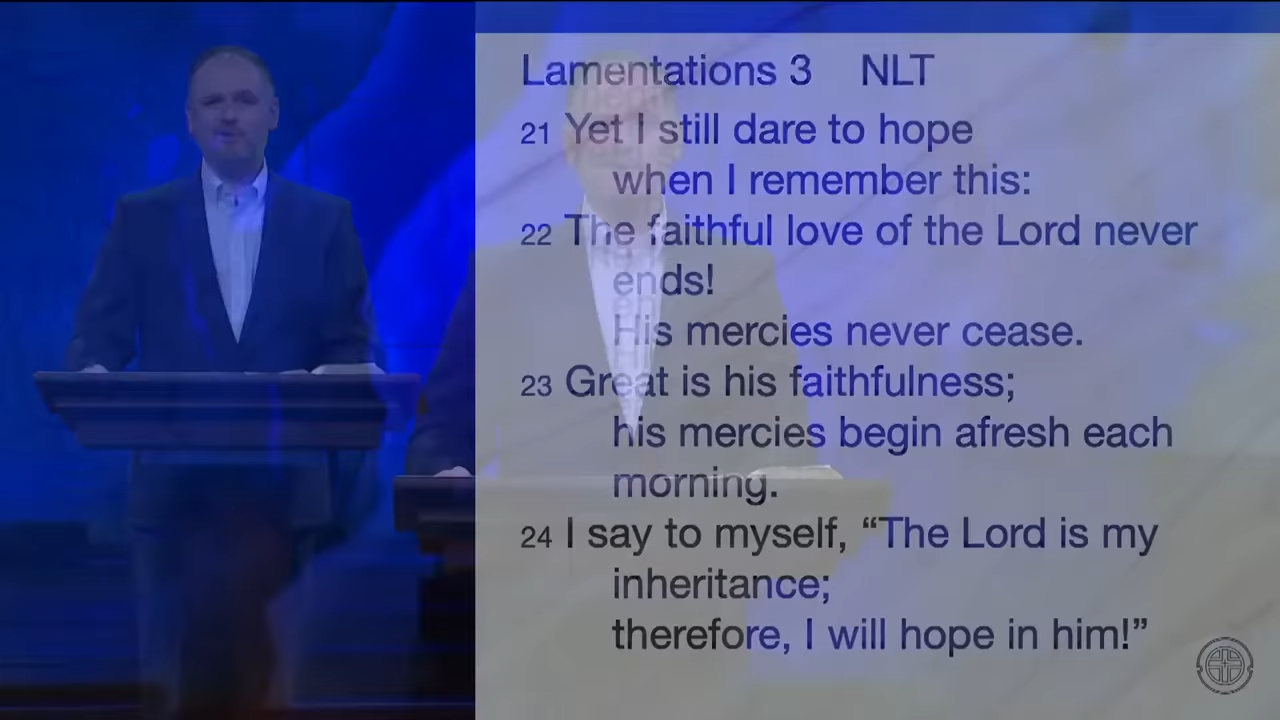 Lamentations 3 NLT
21 Yet I still dare to hope
when I remember this:
22 The faithful love of the Lord never
ends!
His mercies never cease.
23 Great is his faithfulness;
his mercies begin afresh each
morning.
24 I say to myself, “The Lord is my
inheritance;
therefore, I will hope in him!”